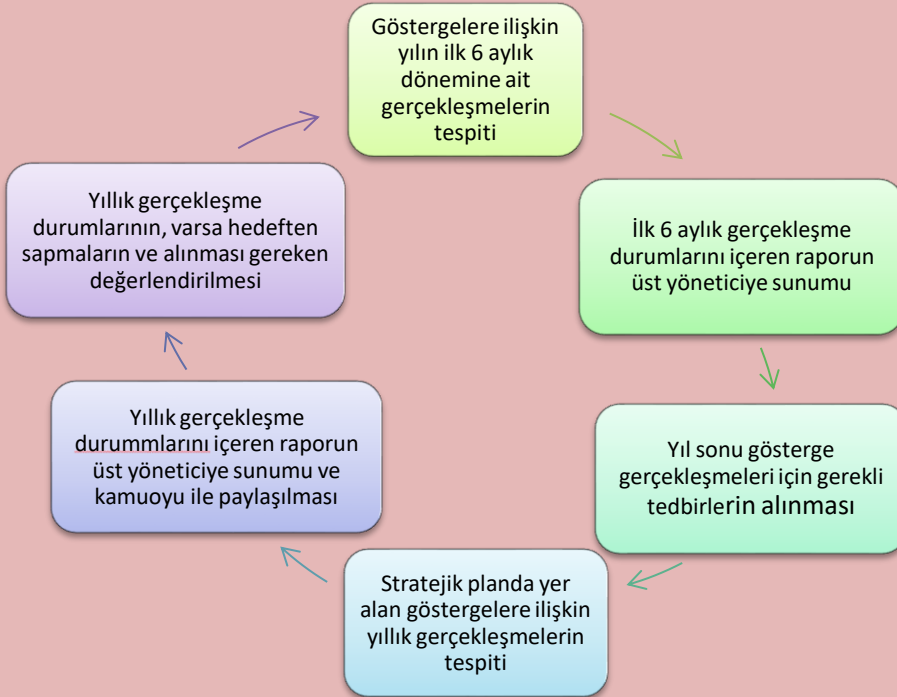 Göstergelere ilişkin
yılın ilk 6 aylık
dönemine ait
gerçekleşmelerin
tespiti
İlk 6 aylık gerçekleşme
durumlarını içeren raporun
üst yöneticiye sunumu
Yıl sonu gösterge
gerçekleşmeleri için gerekli
tedbirlerin alınması
Stratejik planda yer
alan göstergelere ilişkin
yıllık gerçekleşmelerin
tespiti
Yıllık gerçekleşme
durummlarını içeren raporun
üst yöneticiye sunumu ve
kamuoyu ile paylaşılması
Yıllık gerçekleşme
durumlarının, varsa hedeften
sapmaların ve alınması gereken
değerlendirilmesi